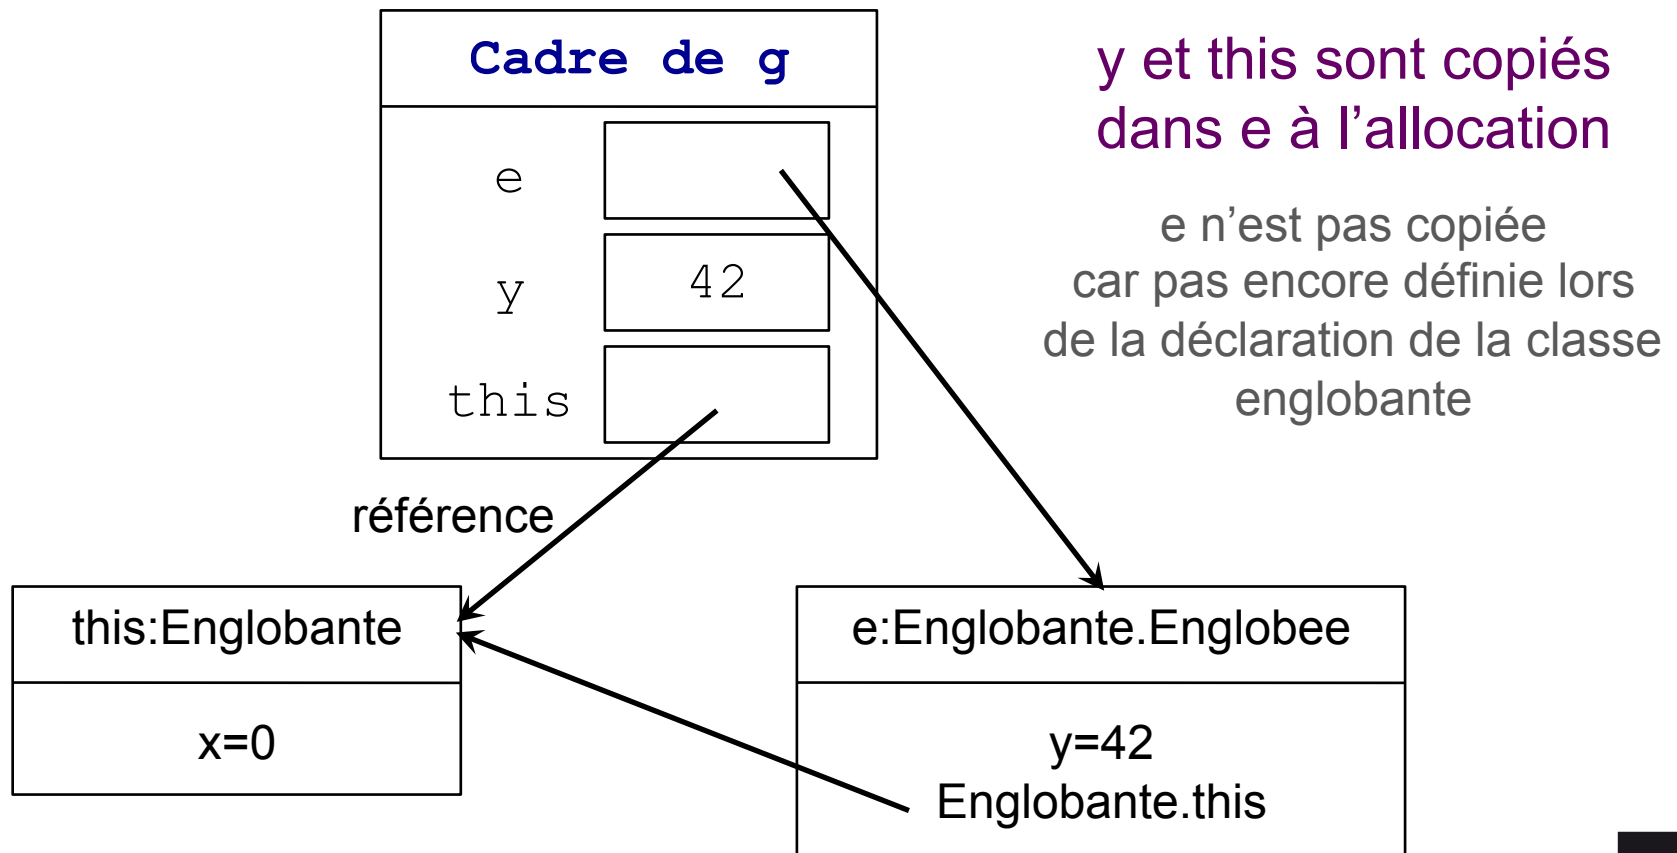 Cadre de g
y et this sont copiés
dans e à l’allocation
e
e n’est pas copiée
car pas encore définie lors
de la déclaration de la classe
englobante
y
42
this
référence
this:Englobante
x=0
e:Englobante.Englobee
y=42
Englobante.this